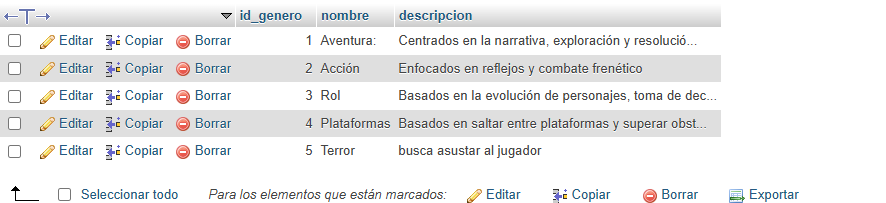 id_genero nombre descripcion
Editar Copiar Borrar 1 Aventura: Centrados en la narrativa, exploración y resolució...
Editar Copiar Borrar 2 Acción Enfocados en reflejos y combate frenético
Editar Copiar Borrar 3 Rol Basados en la evolución de personajes, toma de dec...
Editar Copiar Borrar 4 Plataformas Basados en saltar entre plataformas y superar obst...
Editar Copiar Borrar 5 Terror busca asustar al jugador
Seleccionar todo Para los elementos que están marcados: Editar Copiar Borrar Exportar